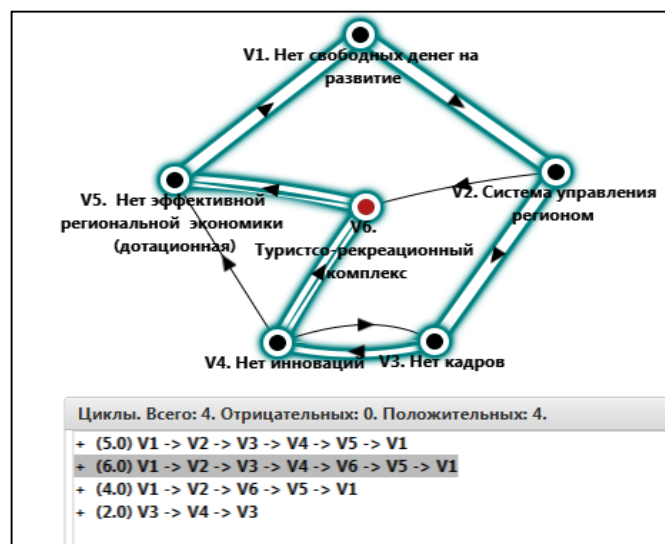 V1. Нет свободных денег на
развитие
V2. Система управления
регионом
V5. Нет эффективной
региональной экономики
(дотационная)
V6.
Туристсо-рекреационный
комплекс
V4. Нет инноваций
V3. Нет кадров
Циклы. Всего: 4. Отрицательных: 0. Положительных: 4.
+ (5.0) V1 -> V2 -> V3 -> V4 -> V5 -> V1
+ (6.0) V1 -> V2 -> V3 -> V4 -> V6 -> V5 -> V1
+ (4.0) V1 -> V2 -> V6 -> V5 -> V1
+ (2.0) V3 -> V4 -> V3